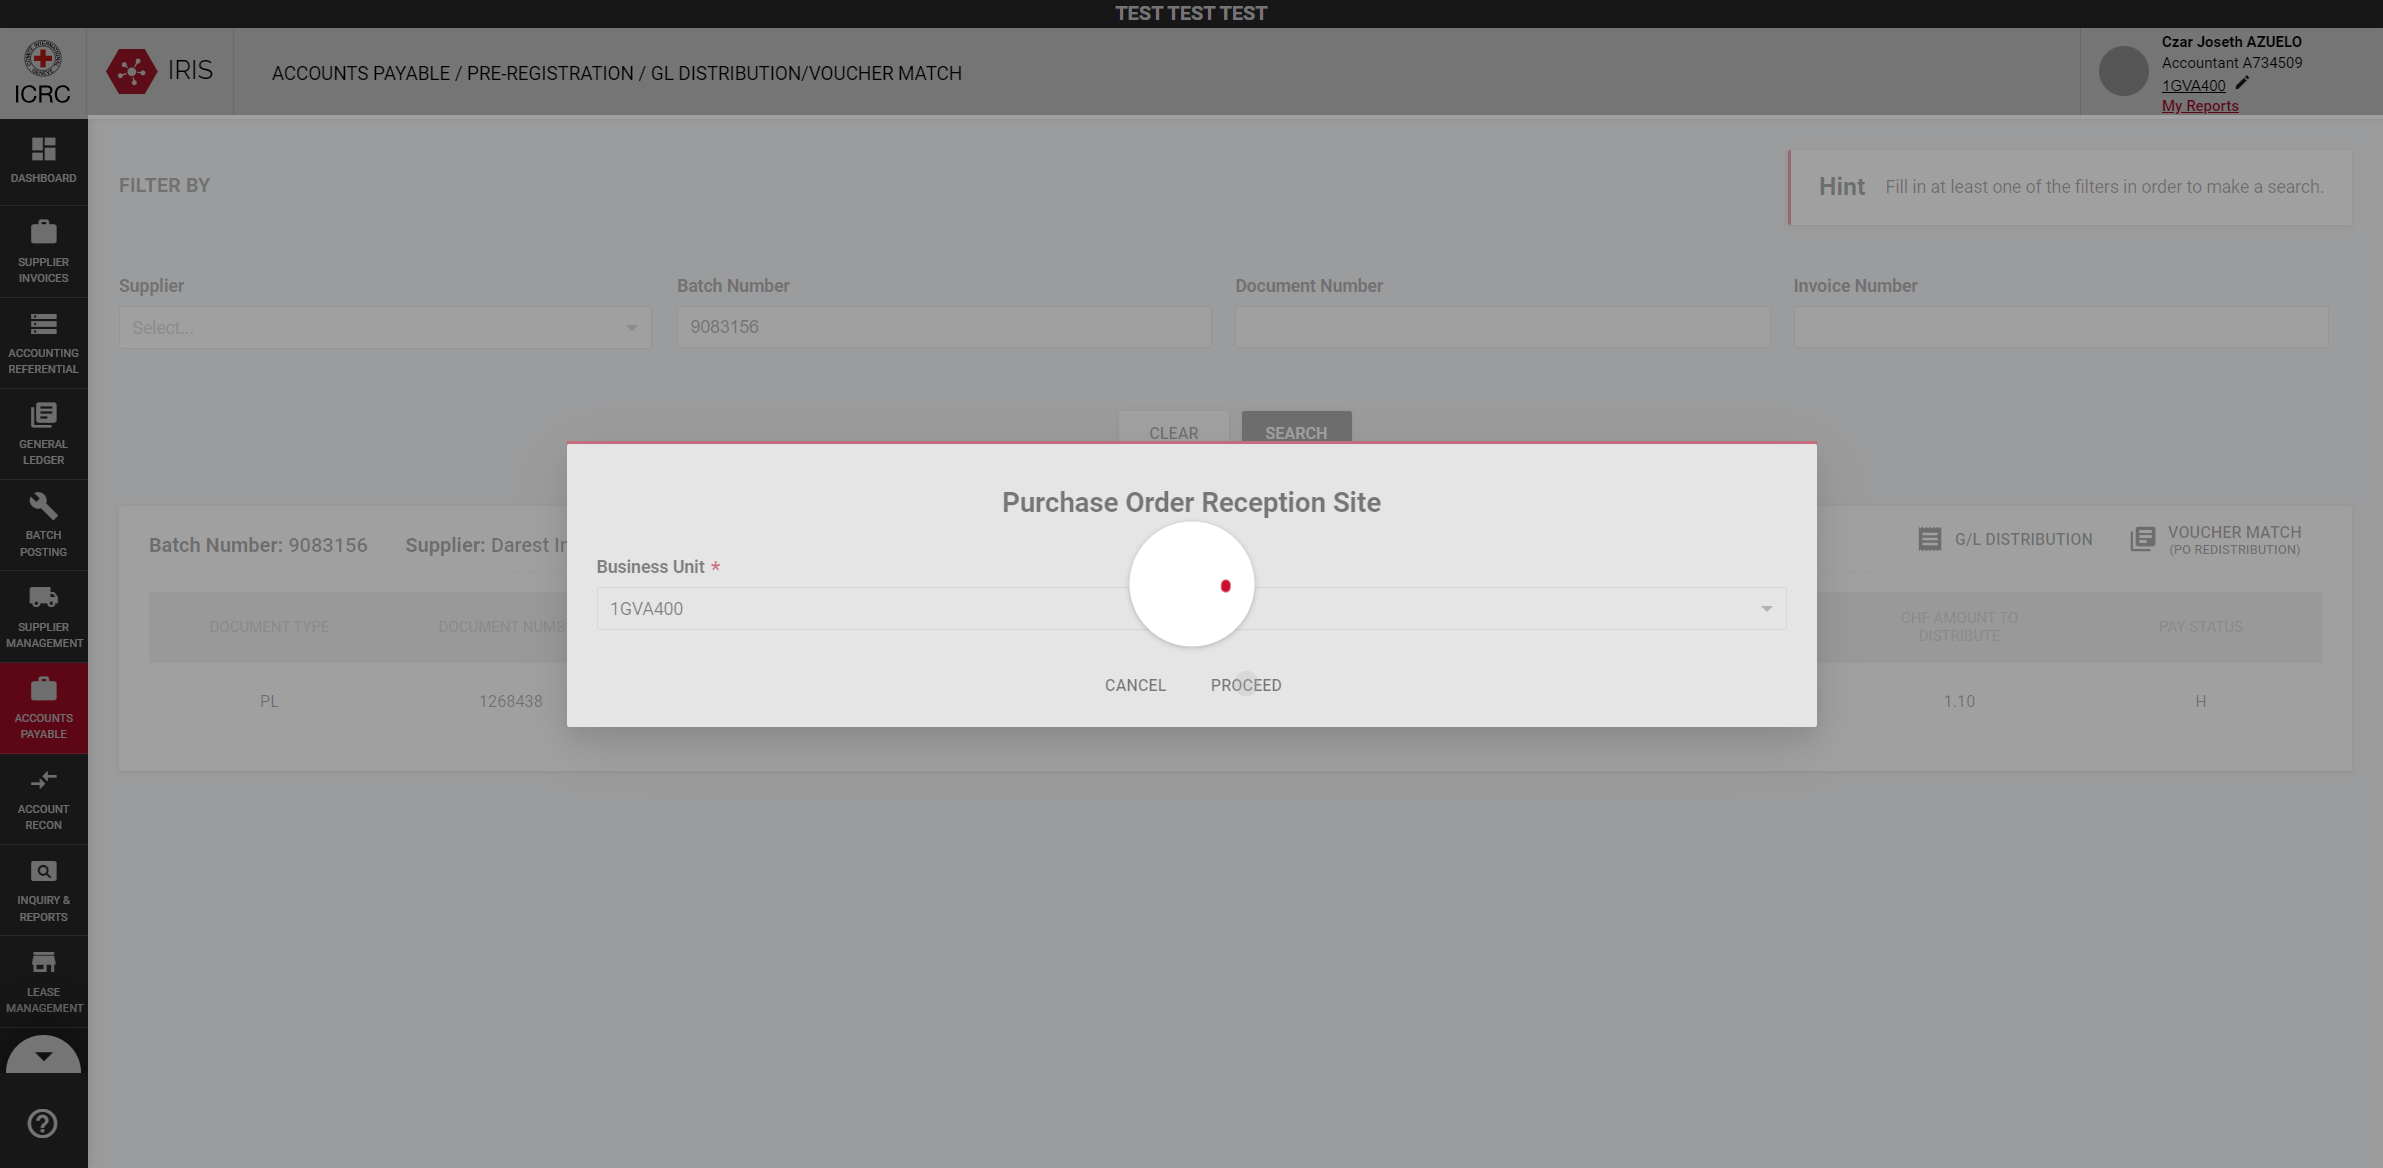 TEST TEST TEST
ICRC
IRIS
ACCOUNTS PAYABLE / PRE-REGISTRATION / GL DISTRIBUTION/VOUCHER MATCH
Czar Joseth AZUELO
Accountant A734509
1GVA400
My Reports
DASHBOARD
SUPPLIER
INVOICES
ACCOUNTING
REFERENTIAL
GENERAL
LEDGER
BATCH
POSTING
SUPPLIER
MANAGEMENT
ACCOUNTS
PAYABLE
ACCOUNT
RECON
INQUIRY &
REPORTS
LEASE
MANAGEMENT
FILTER BY
Hint Fill in at least one of the filters in order to make a search.
Supplier Batch Number Document Number Invoice Number
Select... 9083156
CLEAR SEARCH
Purchase Order Reception Site
Business Unit *
1GVA400
CANCEL PROCEED
Batch Number: 9083156 Supplier: Darest
G/L DISTRIBUTION VOUCHER MATCH
(PO REDISTRIBUTION)
DOCUMENT TYPE DOCUMENT CHF AMOUNT TO
DISTRIBUTE PAY STATUS
PL 1268438 1.10 H